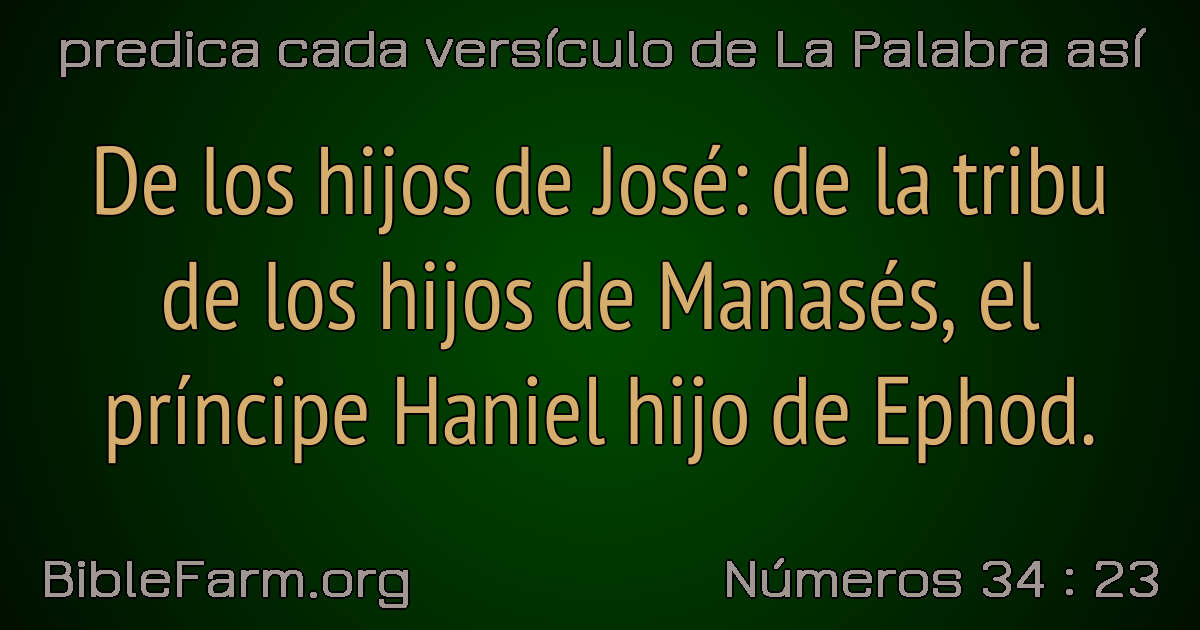 predica cada versículo de La Palabra así
De los hijos de José: de la tribu
de los hijos de Manasés, el
príncipe Haniel hijo de Ephod.
BibleFarm.org
Números 34 : 23